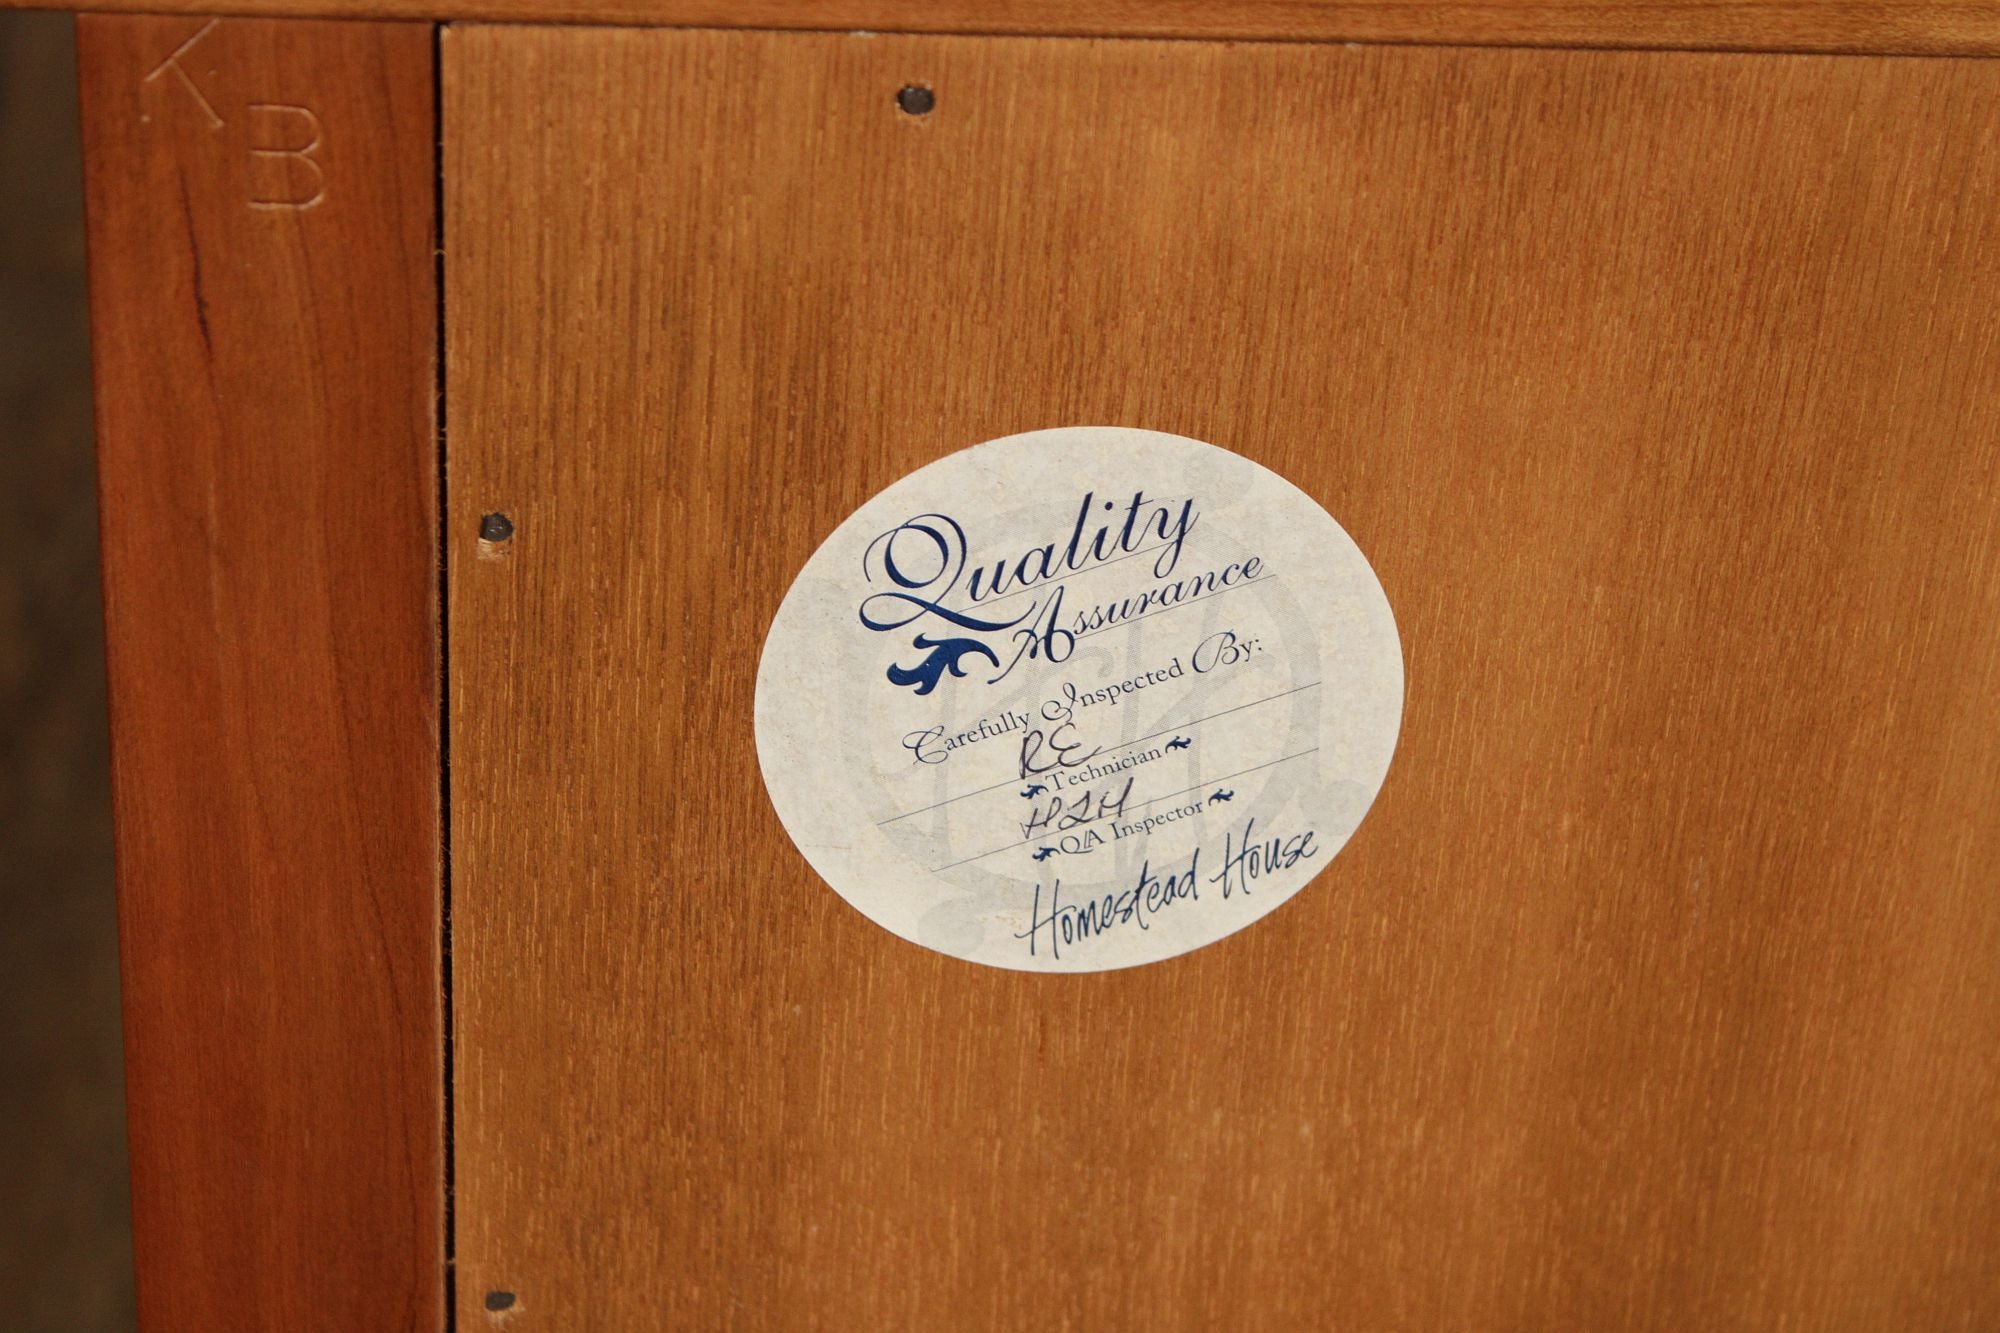 K
B
Quality
Assurance
Carefully Inspected By:
RE
Technician
Q/A Inspector
Homestead House